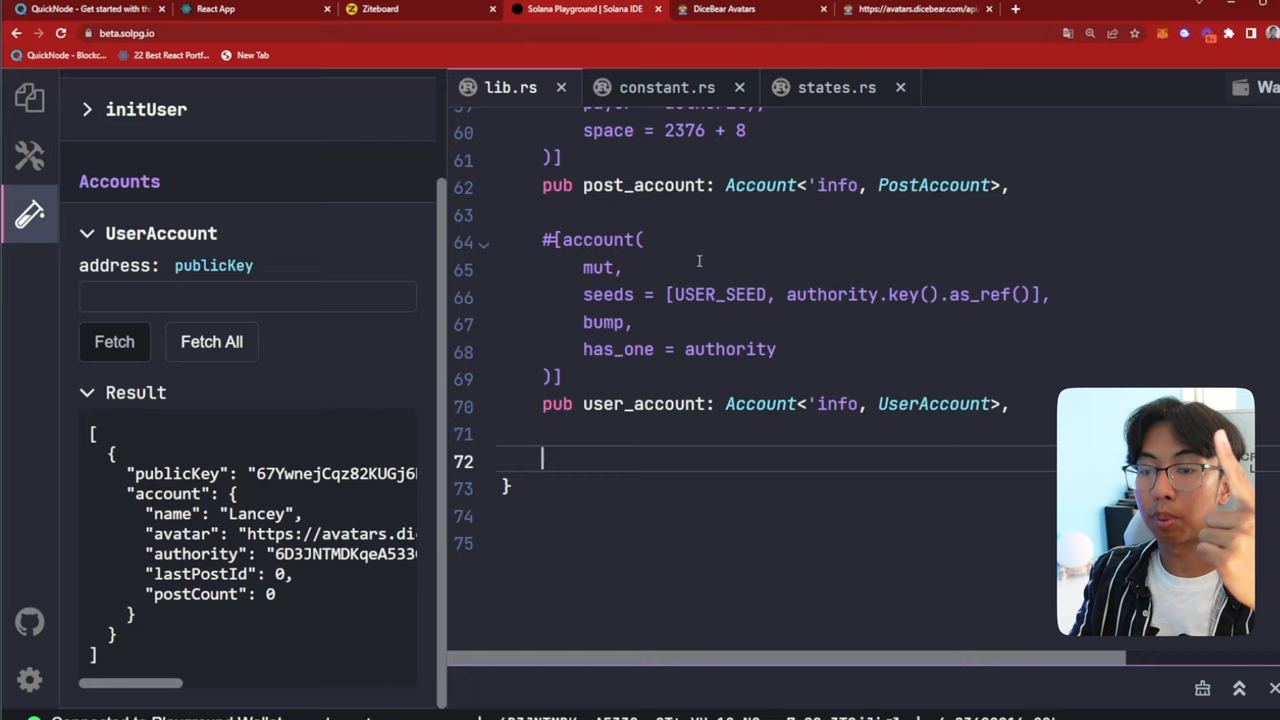 QuickNode - Get started with th
React App
Ziteboard
Solana Playground | Solana IDE
DiceBear Avatars
https://avatars.dicebear.com/api
beta.solpg.io
QuickNode - Blockc...
22 Best React Portf...
New Tab
initUser
Accounts
UserAccount
address: publicKey
Fetch
Fetch All
Result
[
{
"publicKey": "67YwnejCqz82KUGj6
"account": {
"name": "Lancey",
"avatar": "https://avatars.di
"authority": "6D3JNTMDKqeA533
"lastPostId": 0,
"postCount": 0
}
}
]
lib.rs
constant.rs
states.rs
Wa
60 space = 2376 + 8
61 )]
62 pub post_account: Account<'info, PostAccount>,
63
64 #[account(
65 mut,
66 seeds = [USER_SEED, authority.key().as_ref()],
67 bump,
68 has_one = authority
69 )]
70 pub user_account: Account<'info, UserAccount>,
71
72
73 }
74
75